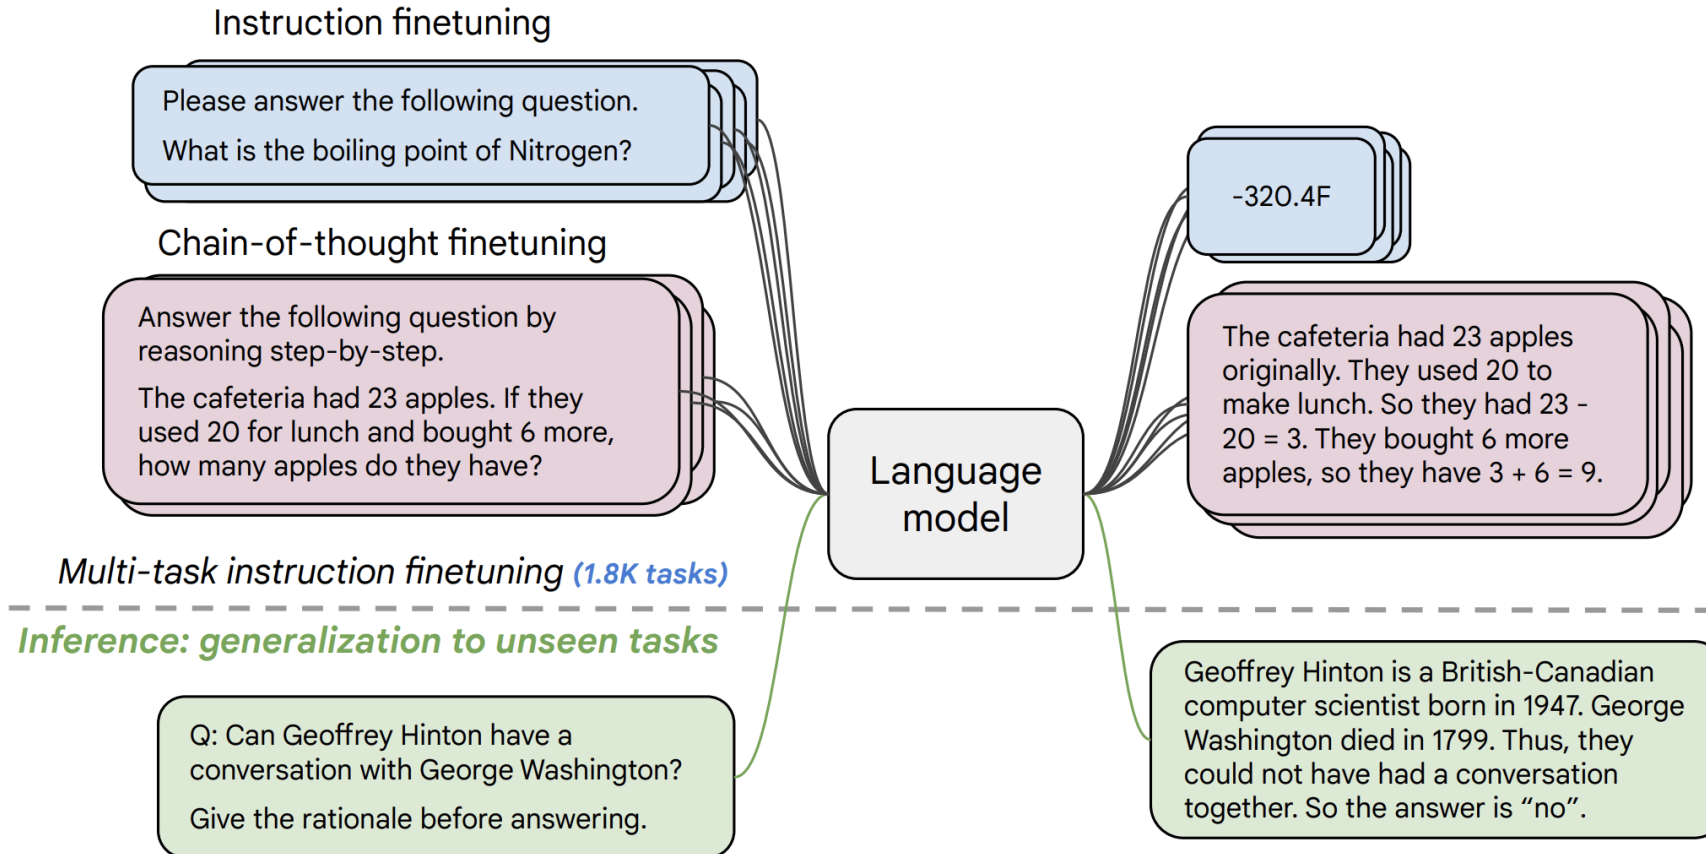 Instruction finetuning
Please answer the following question.
What is the boiling point of Nitrogen?
-320.4F
Chain-of-thought finetuning
Answer the following question by
reasoning step-by-step.
The cafeteria had 23 apples. If they
used 20 for lunch and bought 6 more,
how many apples do they have?
Language
model
The cafeteria had 23 apples
originally. They used 20 to
make lunch. So they had 23 -
20 = 3. They bought 6 more
apples, so they have 3 + 6 = 9.
Multi-task instruction finetuning (1.8K tasks)
Inference: generalization to unseen tasks
Q: Can Geoffrey Hinton have a
conversation with George Washington?
Give the rationale before answering.
Geoffrey Hinton is a British-Canadian
computer scientist born in 1947. George
Washington died in 1799. Thus, they
could not have had a conversation
together. So the answer is “no”.